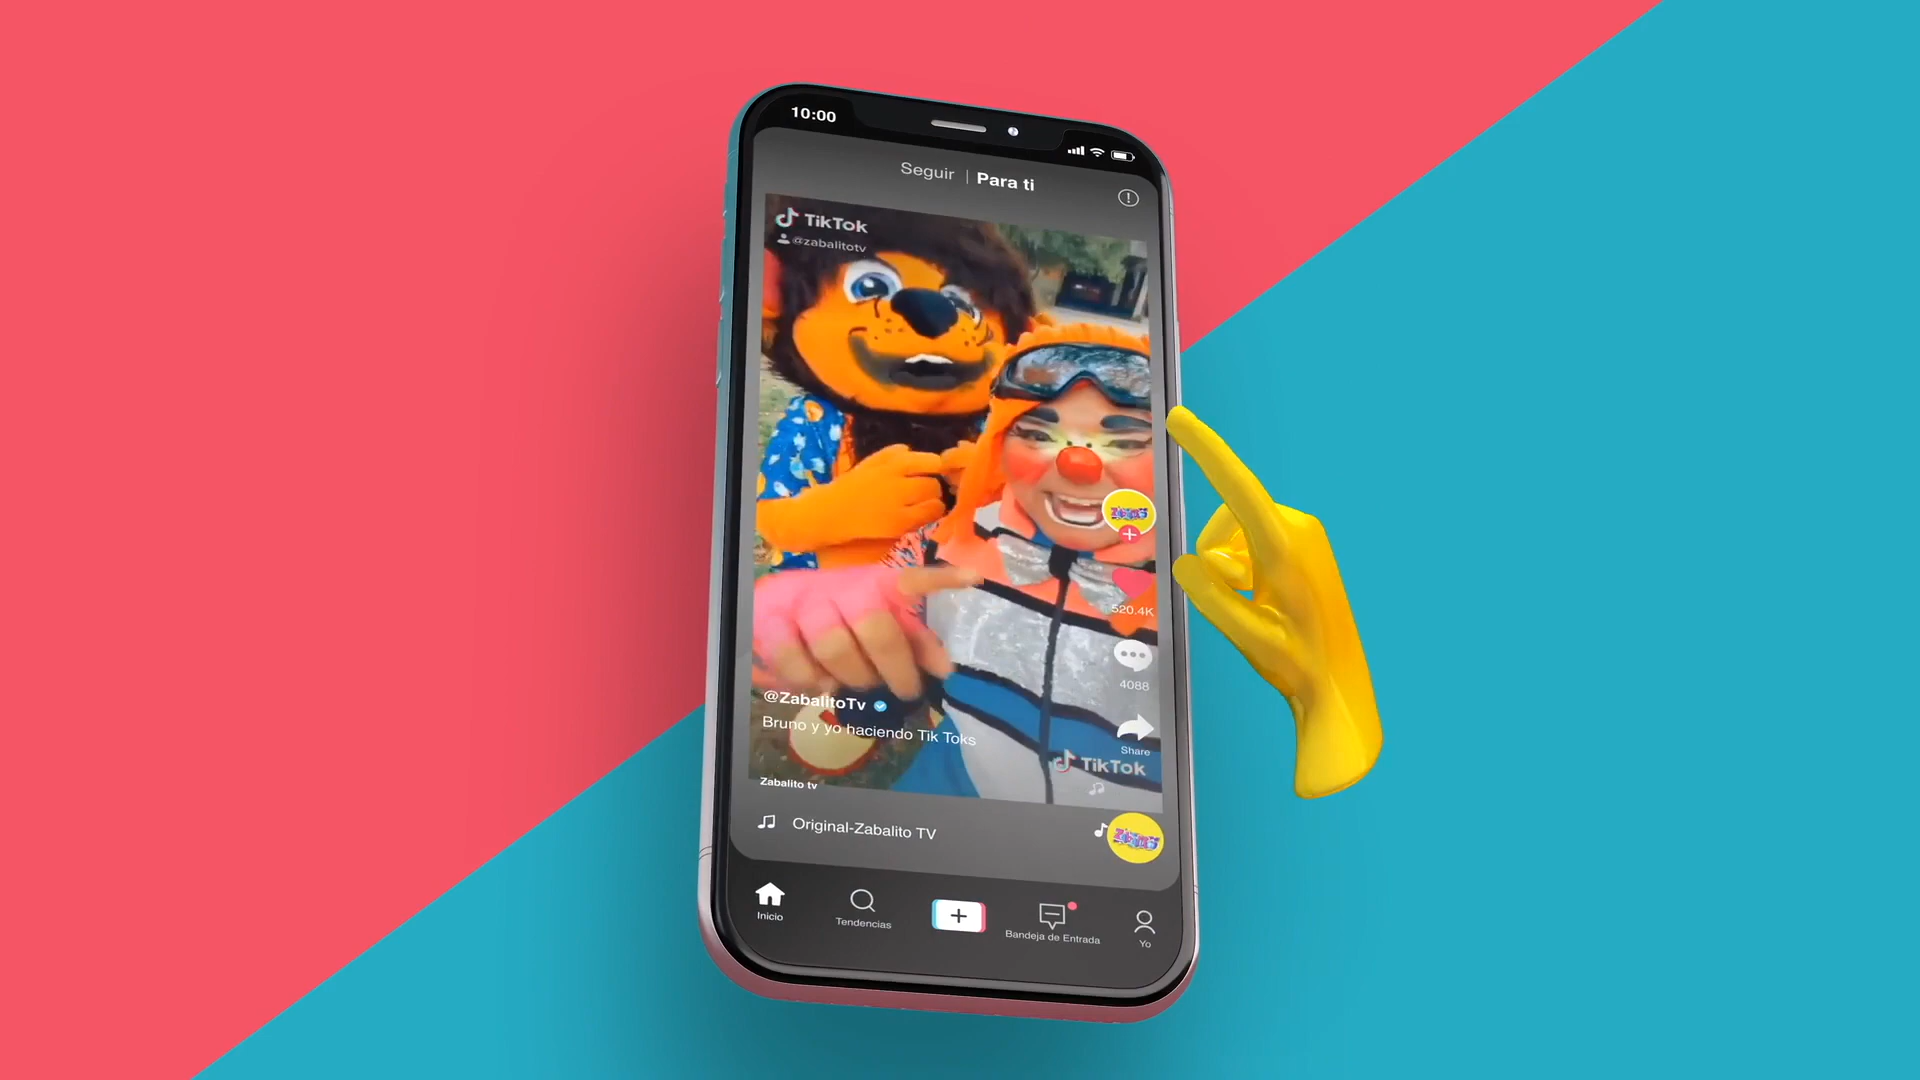 10:00
Seguir | Para ti
TikTok
@zabalitotv
520.4K
4088
@ZabalitoTv
Bruno y yo haciendo Tik Toks
Share
TikTok
Zabalito tv
Original-Zabalito TV
Inicio
Tendencias
Bandeja de Entrada
Yo